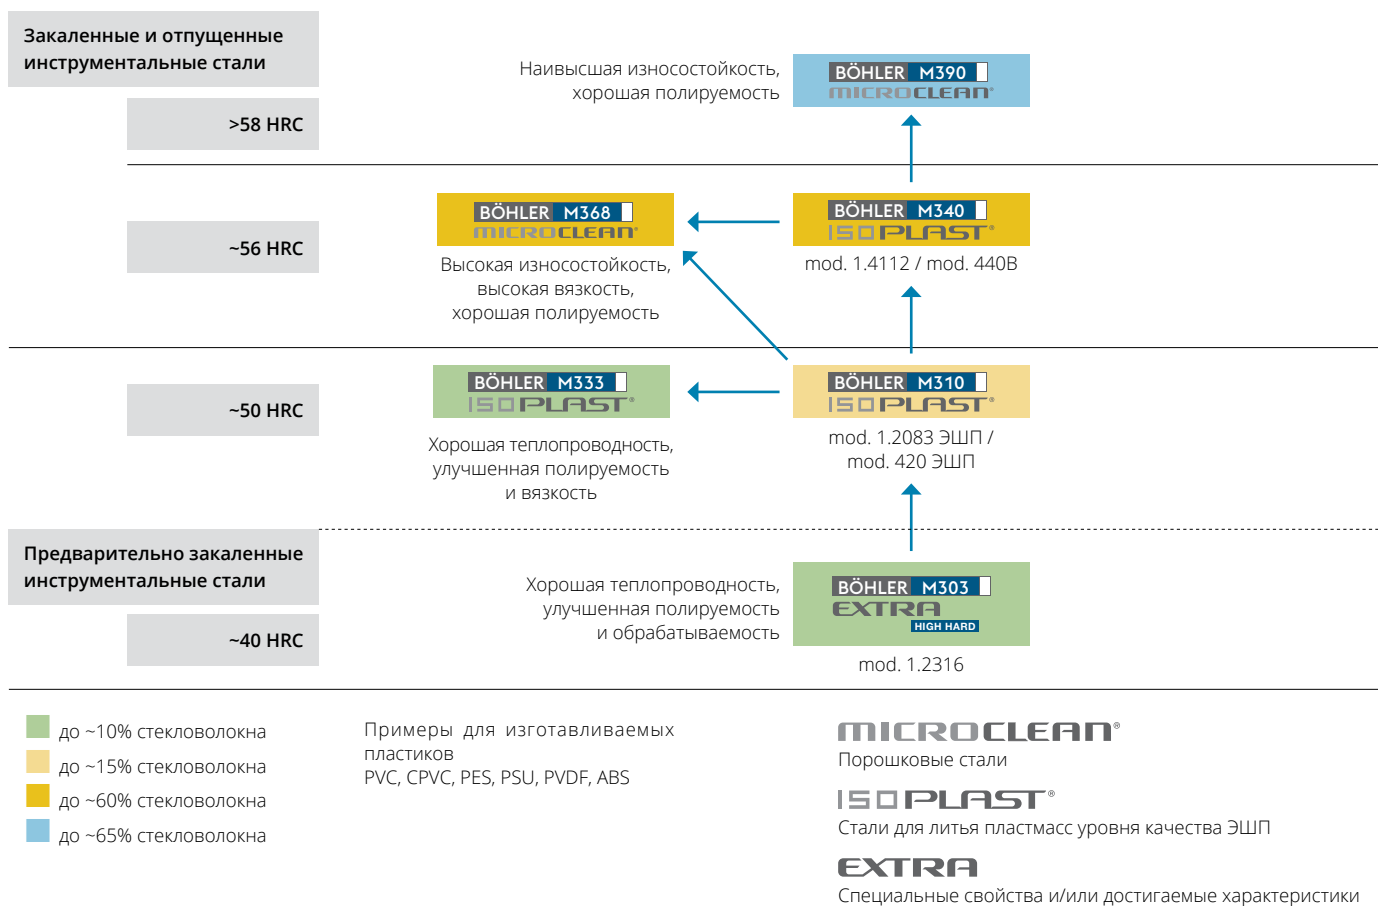 Закаленные и отпущенные
инструментальные стали
>58 HRC
Наивысшая износостойкость,
хорошая полируемость
BÖHLER M390
MICROCLEAN®
~56 HRC
BÖHLER M368
MICROCLEAN®
Высокая износостойкость,
высокая вязкость,
хорошая полируемость
BÖHLER M340
ISOPLAST®
mod. 1.4112 / mod. 440B
~50 HRC
BÖHLER M333
ISOPLAST®
Хорошая теплопроводность,
улучшенная полируемость
и вязкость
BÖHLER M310
ISOPLAST®
mod. 1.2083 ЭШП /
mod. 420 ЭШП
Предварительно закаленные
инструментальные стали
~40 HRC
Хорошая теплопроводность,
улучшенная полируемость
и обрабатываемость
BÖHLER M303
EXTRA
HIGH HARD
mod. 1.2316
до ~10% стекловолокна
до ~15% стекловолокна
до ~60% стекловолокна
до ~65% стекловолокна
Примеры для изготавливаемых
пластиков
PVC, CPVC, PES, PSU, PVDF, ABS
MICROCLEAN®
Порошковые стали
ISOPLAST®
Стали для литья пластмасс уровня качества ЭШП
EXTRA
Специальные свойства и/или достигаемые характеристики